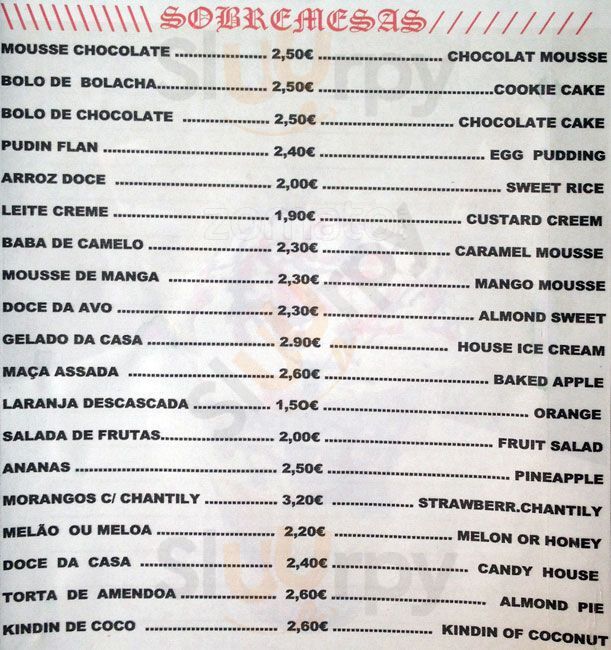 SOBREMESAS
MOUSSE CHOCOLATE ................... 2,50€ .......................... CHOCOLAT MOUSSE
BOLO DE BOLACHA...................... 2,50€ ....................................COOKIE CAKE
BOLO DE CHOCOLATE ................. 2,50€ ............................ CHOCOLATE CAKE
PUDIN FLAN ................................. 2,40€ .................................. EGG PUDDING
ARROZ DOCE ............................... 2,00€ ..................................... SWEET RICE
LEITE CREME ............................... 1,90€ ............................ CUSTARD CREEM
BABA DE CAMELO ........................ 2,30€ .......................... CARAMEL MOUSSE
MOUSSE DE MANGA .................... 2,30€ .............................. MANGO MOUSSE
DOCE DA AVO ............................... 2,30€ ............................... ALMOND SWEET
GELADO DA CASA ........................ 2.90€ ........................ HOUSE ICE CREAM
MAÇA ASSADA ............................ 2,60€ .............................. BAKED APPLE
LARANJA DESCASCADA .............. 1,5O€ ........................................ ORANGE
SALADA DE FRUTAS..................... 2,00€ ................................. FRUIT SALAD
ANANAS ....................................... 2,50€ .................................... PINEAPPLE
MORANGOS C/ CHANTILY ............. 3,20€ ............... STRAWBERR.CHANTILY
MELÃO OU MELOA ....................... 2,20€ ......................... MELON OR HONEY
DOCE DA CASA .......................... 2,40€ ......................... CANDY HOUSE
TORTA DE AMENDOA ................. 2,60€ .......................... ALMOND PIE
KINDIN DE COCO ........................ 2,60€ ................... KINDIN OF COCONUT
Sluurpy
zomato
Sluurpy
Sluurpy